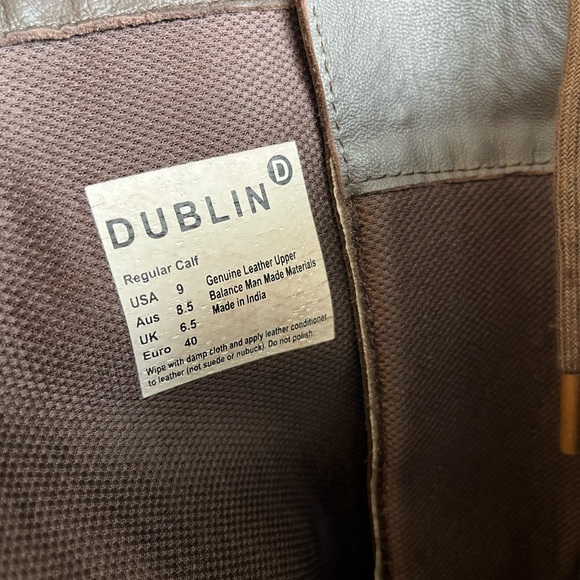 DUBLIN D
Regular Calf
USA 9 Genuine Leather Upper
Aus 8.5 Balance Man Made Materials
UK 6.5 Made in India
Euro 40
Wipe with damp cloth and apply leather conditioner
to leather (not suede or nubuck). Do not polish.